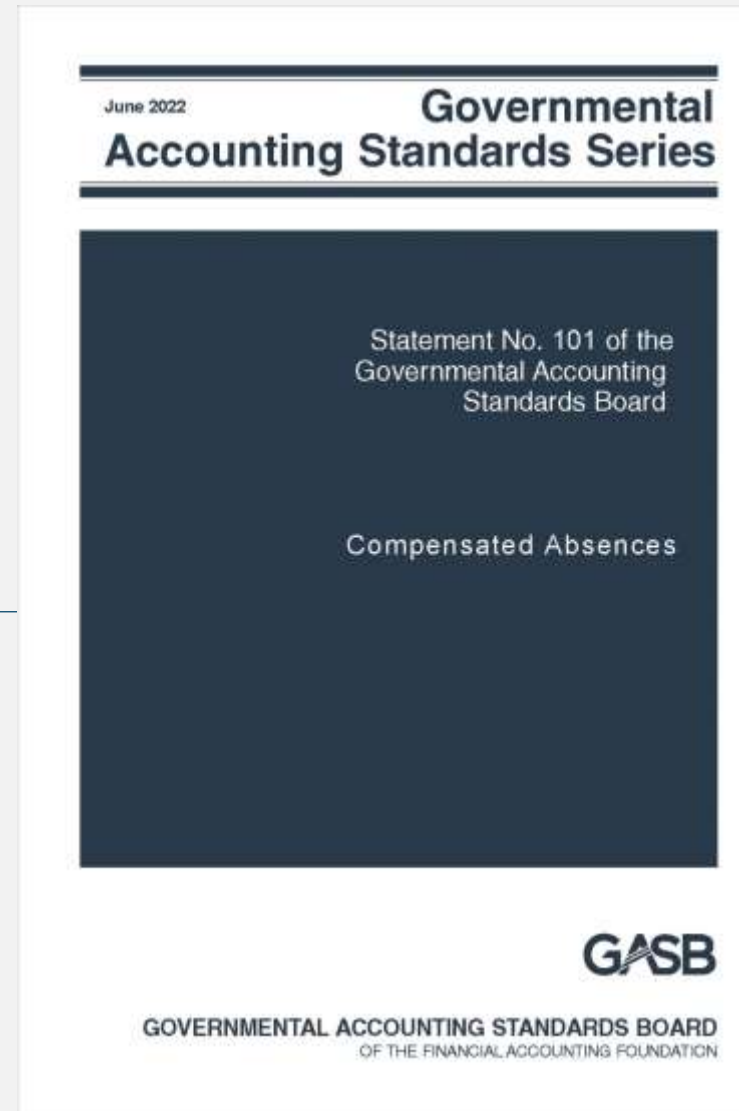 June 2022
Governmental
Accounting Standards Series
Statement No. 101 of the
Governmental Accounting
Standards Board
Compensated Absences
GASB
GOVERNMENTAL ACCOUNTING STANDARDS BOARD
OF THE FINANCIAL ACCOUNTING FOUNDATION